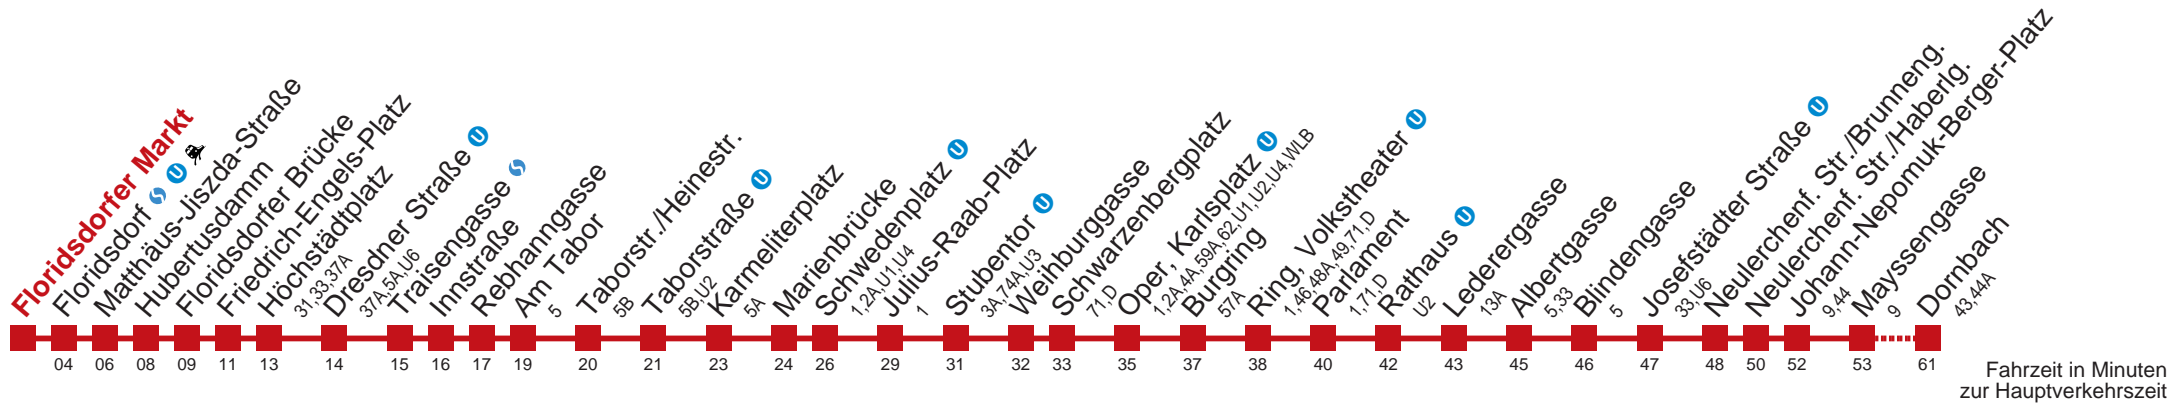 Floridsdorfer Markt
Floridsdorf S U
Matthäus-Jiszda-Straße
Hubertusdamm
Floridsdorfer Brücke
Friedrich-Engels-Platz
Höchstädtplatz
31,33,37A
Dresdner Straße U
37A,5A,U6
Traisengasse S
Innstraße
Rebhanngasse
Am Tabor
5
Taborstr./Heinestr.
5B
Taborstraße U
5B,U2
Karmeliterplatz
5A
Marienbrücke
Schwedenplatz U
1,2A,U1,U4
Julius-Raab-Platz
1
Stubentor U
3A,74A,U3
Weihburggasse
Schwarzenbergplatz
71,D
Oper, Karlsplatz U
1,2A,4A,59A,62,U1,U2,U4,WLB
Burgring
57A
Ring, Volkstheater U
1,46,48A,49,71,D
Parlament
1,71,D
Rathaus U
U2
Lederergasse
13A
Albertgasse
5,33
Blindengasse
5
Josefstädter Straße U
33,U6
Neulerchenf. Str./Brunneng.
Neulerchenf. Str./Haberlg.
Johann-Nepomuk-Berger-Platz
9,44
Mayssengasse
9
Dornbach
43,44A
04 06 08 09 11 13 14 15 16 17 19 20 21 23 24 26 29 31 32 33 35 37 38 40 42 43 45 46 47 48 50 52 53 61
Fahrzeit in Minuten
zur Hauptverkehrszeit